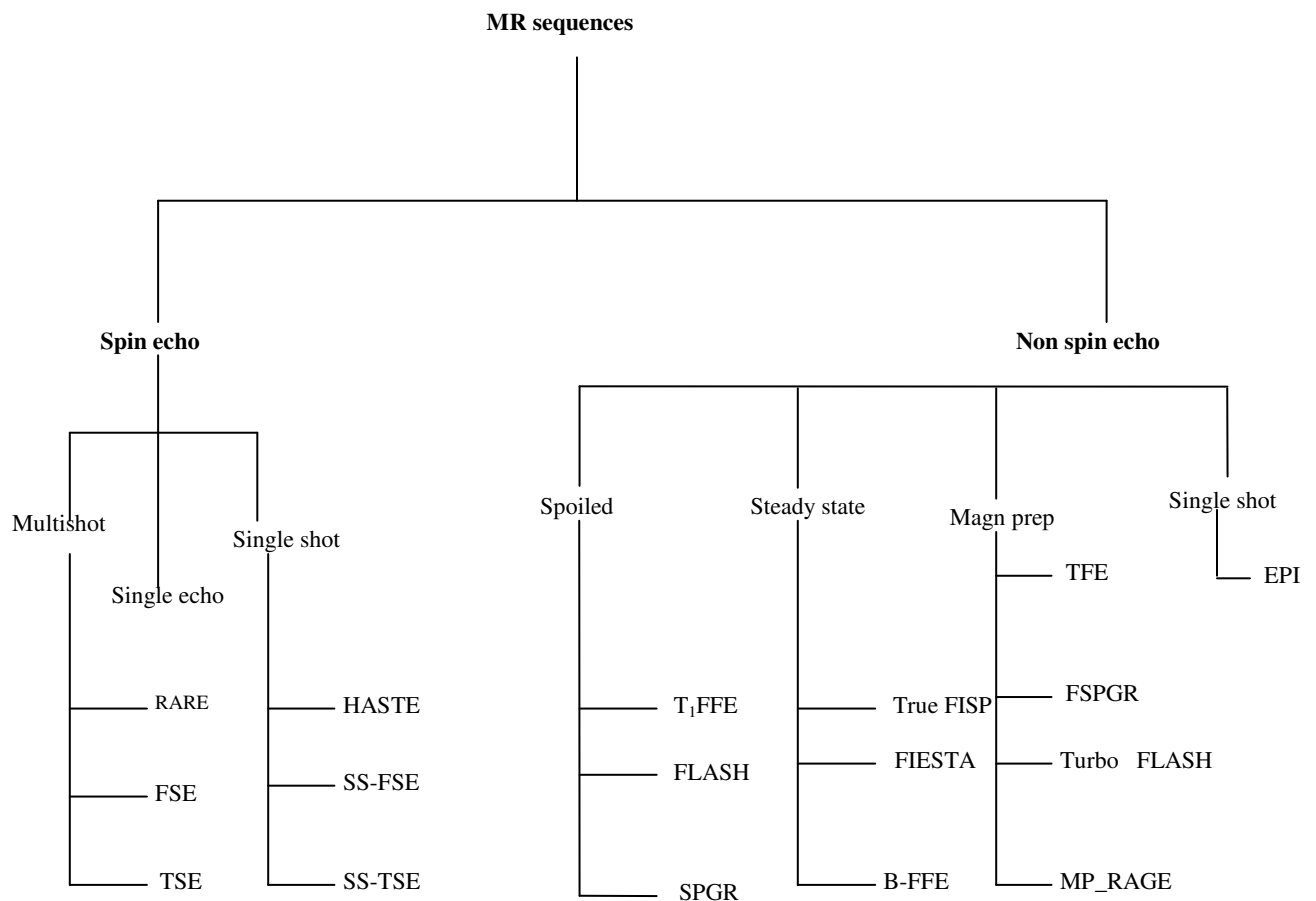 MR sequences
Spin echo
Non spin echo
Multishot
Single echo
Single shot
Spoiled
Steady state
Magn prep
Single shot
RARE
FSE
TSE
HASTE
SS-FSE
SS-TSE
T₁FFE
FLASH
SPGR
True FISP
FIESTA
B-FFE
TFE
FSPGR
Turbo FLASH
MP_RAGE
EPI